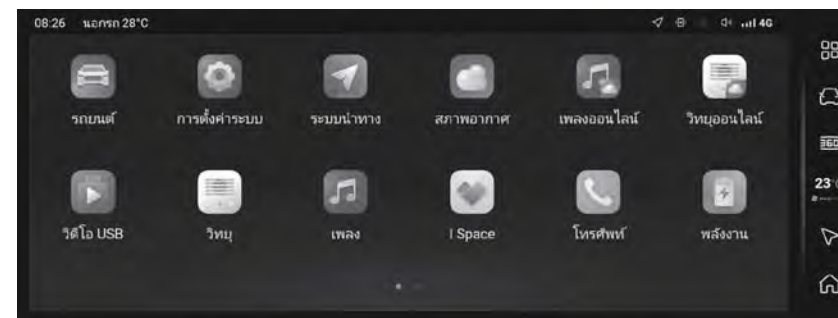 08:26 นอกรถ 28°C 4G
รถยนต์ การตั้งค่าระบบ ระบบนำทาง สภาพอากาศ เพลงออนไลน์ วิทยุออนไลน์
360
23
วิดีโอ USB วิทยุ เพลง I Space โทรศัพท์ พลังงาน